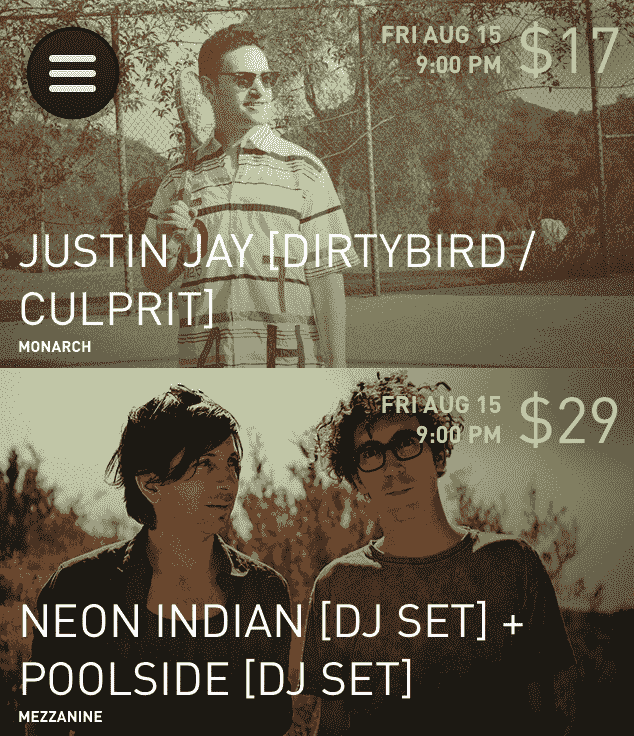 FRI AUG 15
9:00 PM
$17
JUSTIN JAY [DIRTYBIRD /
CULPRIT]
MONARCH
FRI AUG 15
9:00 PM
$29
NEON INDIAN [DJ SET] +
POOLSIDE [DJ SET]
MEZZANINE